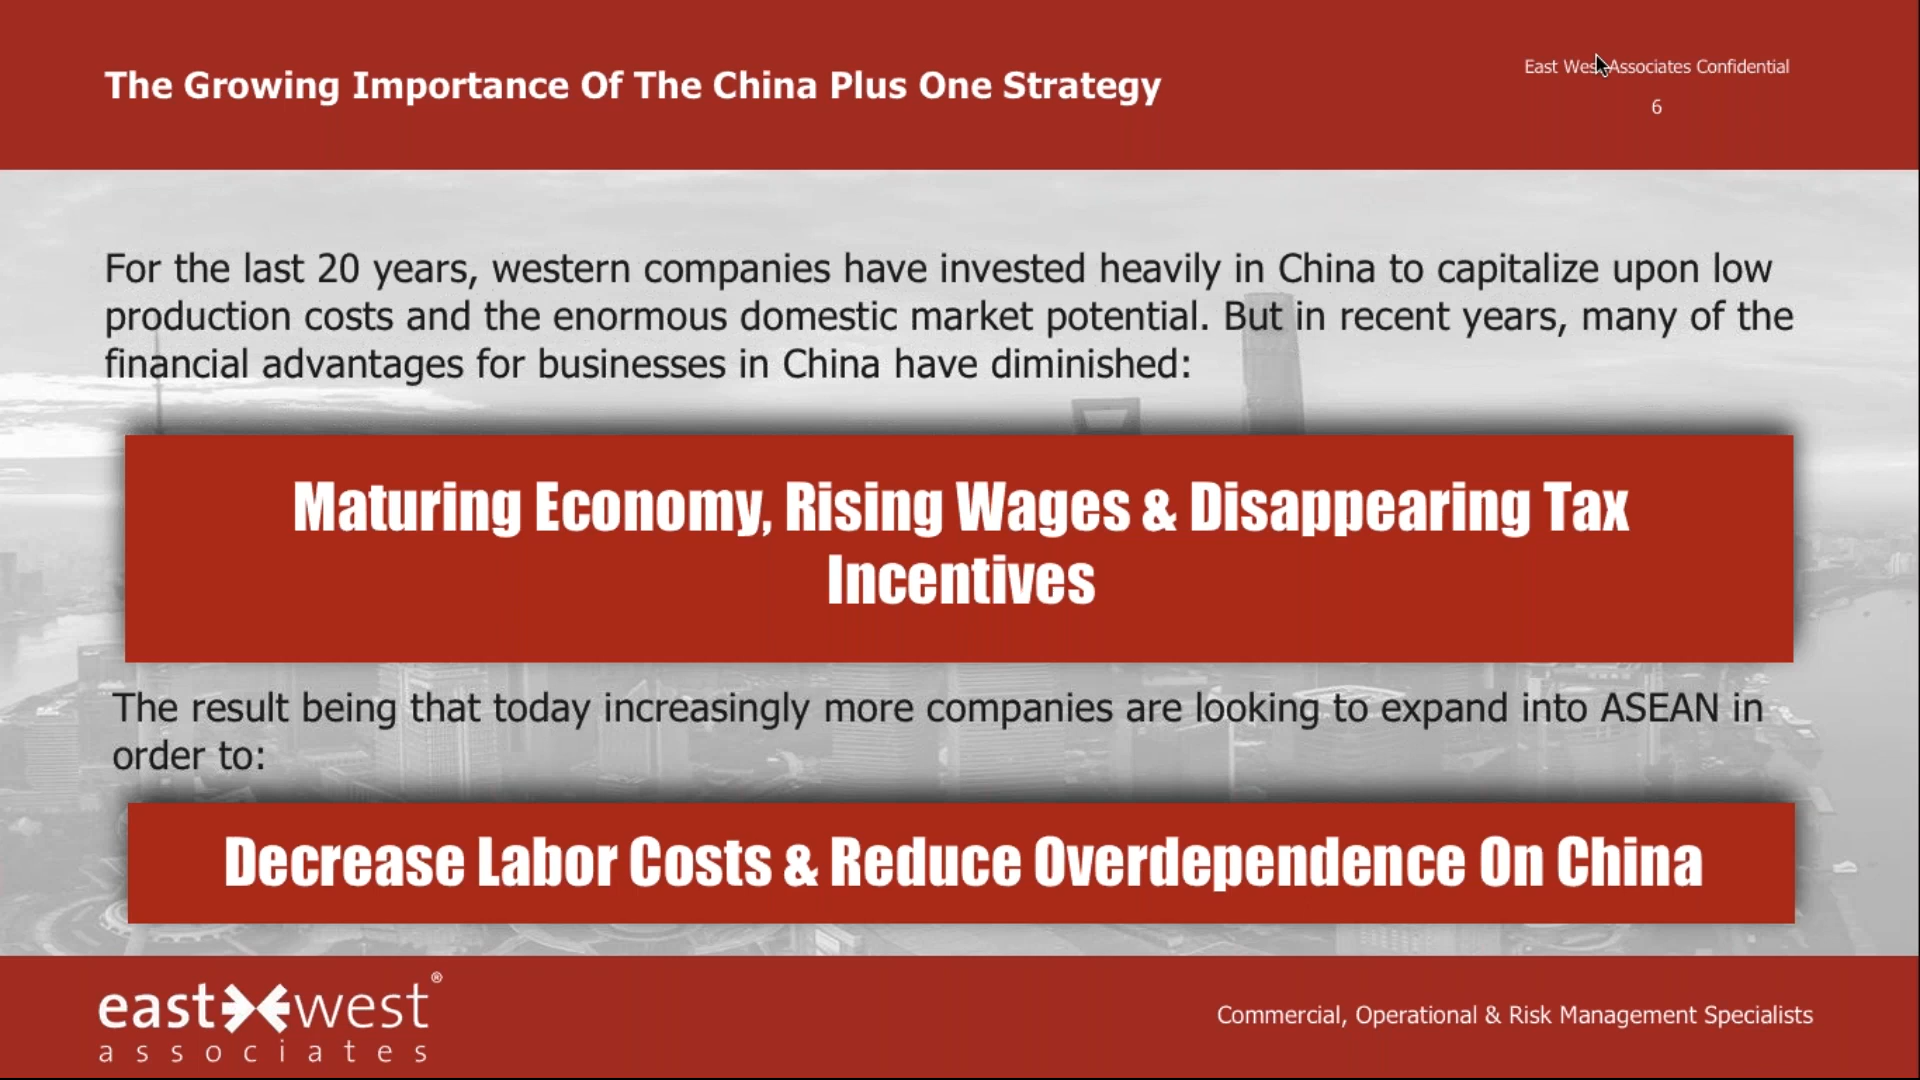 The Growing Importance Of The China Plus One Strategy
East West Associates Confidential
6
For the last 20 years, western companies have invested heavily in China to capitalize upon low
production costs and the enormous domestic market potential. But in recent years, many of the
financial advantages for businesses in China have diminished:
Maturing Economy, Rising Wages & Disappearing Tax
Incentives
The result being that today increasingly more companies are looking to expand into ASEAN in
order to:
Decrease Labor Costs & Reduce Overdependence On China
east west®
associates
Commercial, Operational & Risk Management Specialists